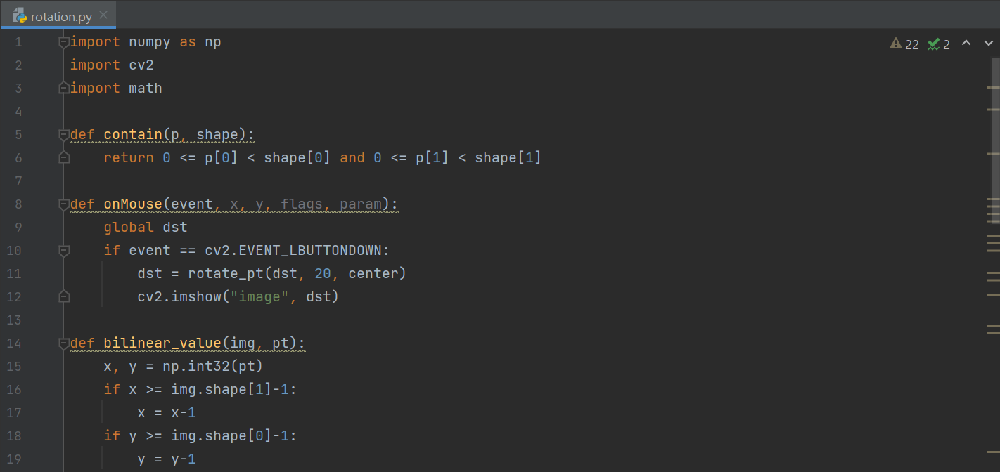 rotation.py
22 2
1 import numpy as np
2 import cv2
3 import math
4
5 def contain(p, shape):
6     return 0 <= p[0] < shape[0] and 0 <= p[1] < shape[1]
7
8 def onMouse(event, x, y, flags, param):
9     global dst
10     if event == cv2.EVENT_LBUTTONDOWN:
11         dst = rotate_pt(dst, 20, center)
12         cv2.imshow("image", dst)
13
14 def bilinear_value(img, pt):
15     x, y = np.int32(pt)
16     if x >= img.shape[1]-1:
17         x = x-1
18     if y >= img.shape[0]-1:
19         y = y-1